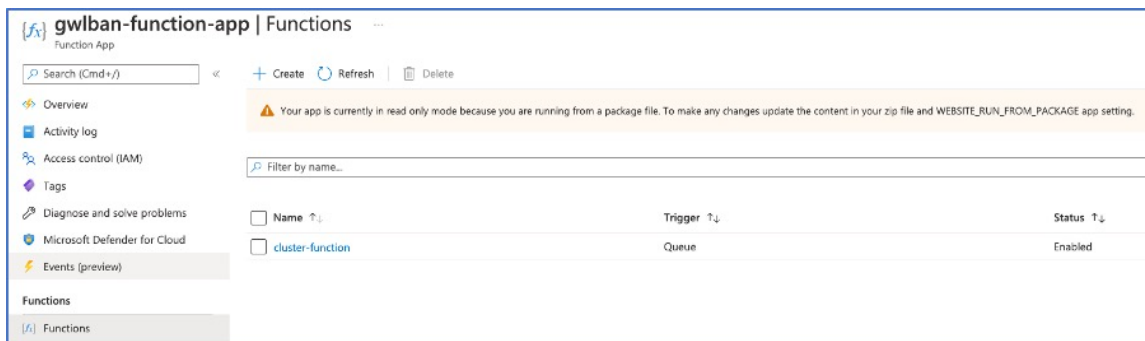 {fx} gwlban-function-app | Functions ...
Function App
Search (Cmd+/) «
Overview
Activity log
Access control (IAM)
Tags
Diagnose and solve problems
Microsoft Defender for Cloud
Events (preview)
Functions
{fx} Functions
+ Create Refresh Delete
Your app is currently in read only mode because you are running from a package file. To make any changes update the content in your zip file and WEBSITE_RUN_FROM_PACKAGE app setting.
Filter by name...
Name ↑↓ Trigger ↑↓ Status ↑↓
cluster-function Queue Enabled